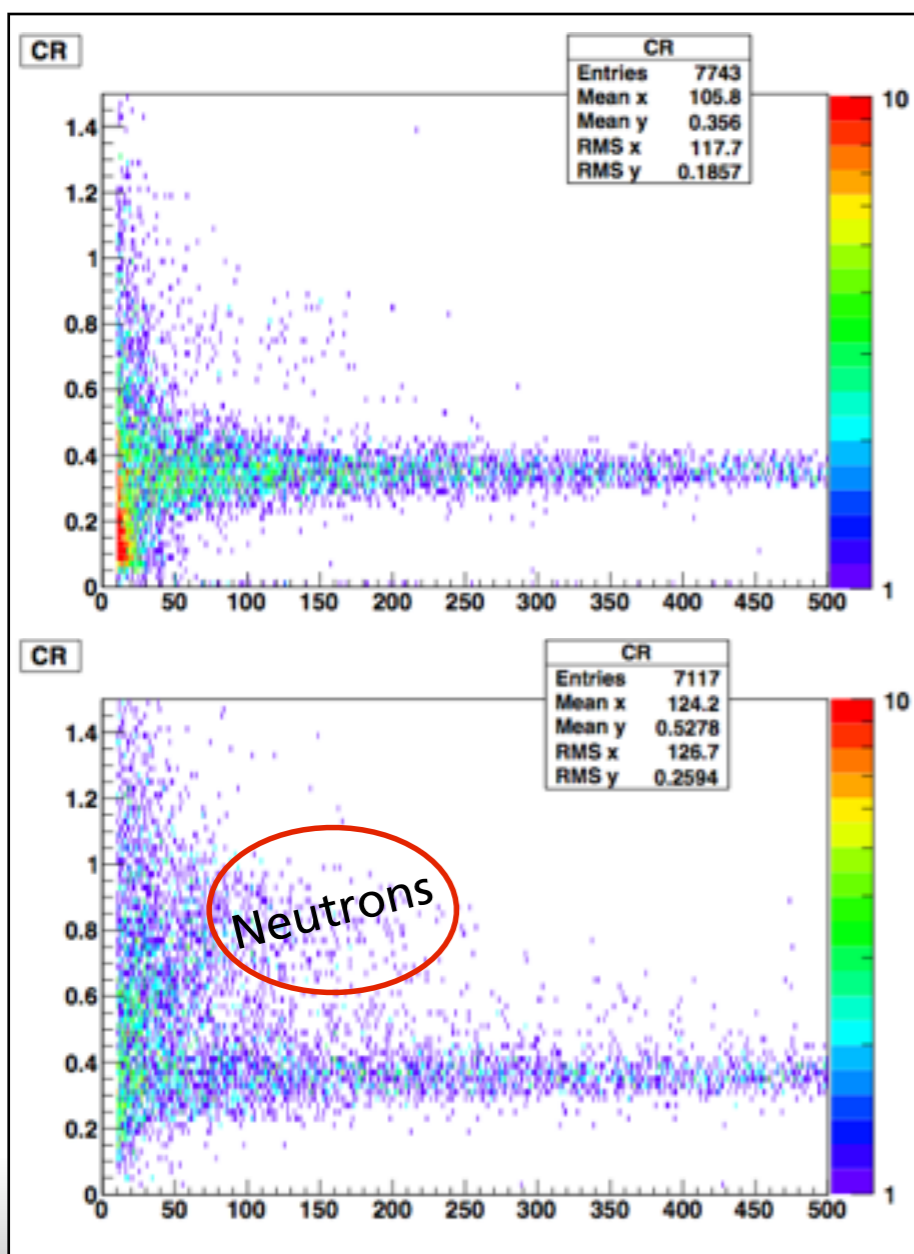 CR
CR
Entries 7743
Mean x 105.8
Mean y 0.356
RMS x 117.7
RMS y 0.1857
10
1.4
1.2
1
0.8
0.6
0.4
0.2
0
1
0 50 100 150 200 250 300 350 400 450 500
CR
CR
Entries 7117
Mean x 124.2
Mean y 0.5278
RMS x 126.7
RMS y 0.2594
10
1.4
1.2
1
0.8
0.6
0.4
0.2
0
Neutrons
1
0 50 100 150 200 250 300 350 400 450 500